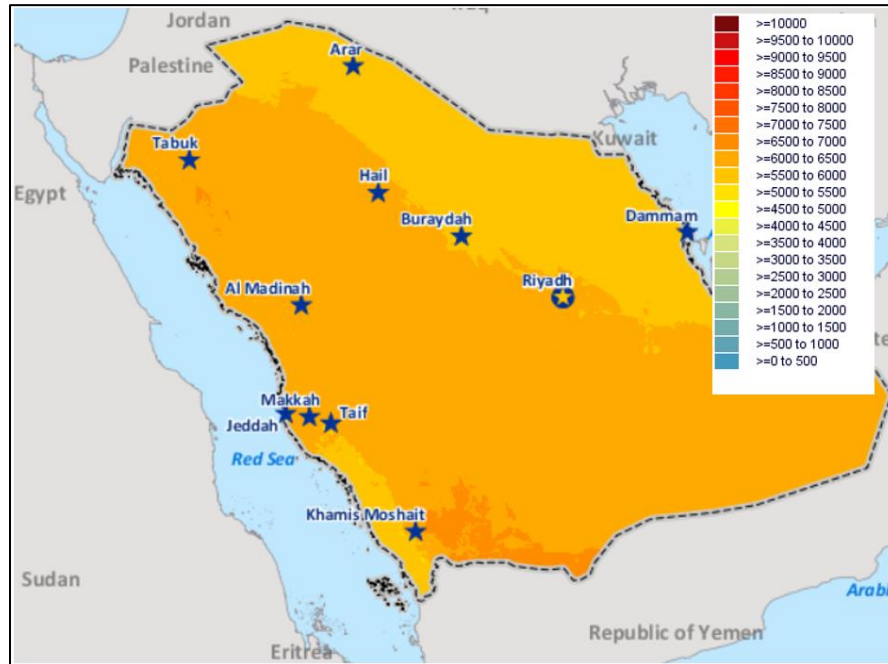 Iraq
Jordan
Arar
Palestine
Kuwait
Tabuk
Egypt
Hail
Buraydah
Dammam
Al Madinah
Riyadh
Makkah
Taif
Jeddah
Red Sea
Khamis Moshait
Sudan
Republic of Yemen
Eritrea
>=10000
>=9500 to 10000
>=9000 to 9500
>=8500 to 9000
>=8000 to 8500
>=7500 to 8000
>=7000 to 7500
>=6500 to 7000
>=6000 to 6500
>=5500 to 6000
>=5000 to 5500
>=4500 to 5000
>=4000 to 4500
>=3500 to 4000
>=3000 to 3500
>=2500 to 3000
>=2000 to 2500
>=1500 to 2000
>=1000 to 1500
>=500 to 1000
>=0 to 500